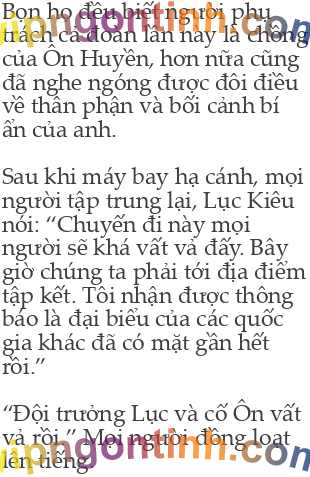 Bọn họ đều biết người phụ
trách cả đoàn lần này là chồng
của Ôn Huyền, hơn nữa cũng
đã nghe ngóng được đôi điều
về thân phận và bối cảnh bí
ẩn của anh.
Sau khi máy bay hạ cánh, mọi
người tập trung lại, Lục Kiêu
nói: “Chuyến đi này mọi
người sẽ khá vất vả đấy. Bây
giờ chúng ta phải tới địa điểm
tập kết. Tôi nhận được thông
báo là đại biểu của các quốc
gia khác đã có mặt gần hết
rồi.”
“Đội trưởng Lục và cố Ôn vất
vả rồi.” Mọi người đồng loạt
lên tiếng.
vipngontinh.com
vipngontinh.com